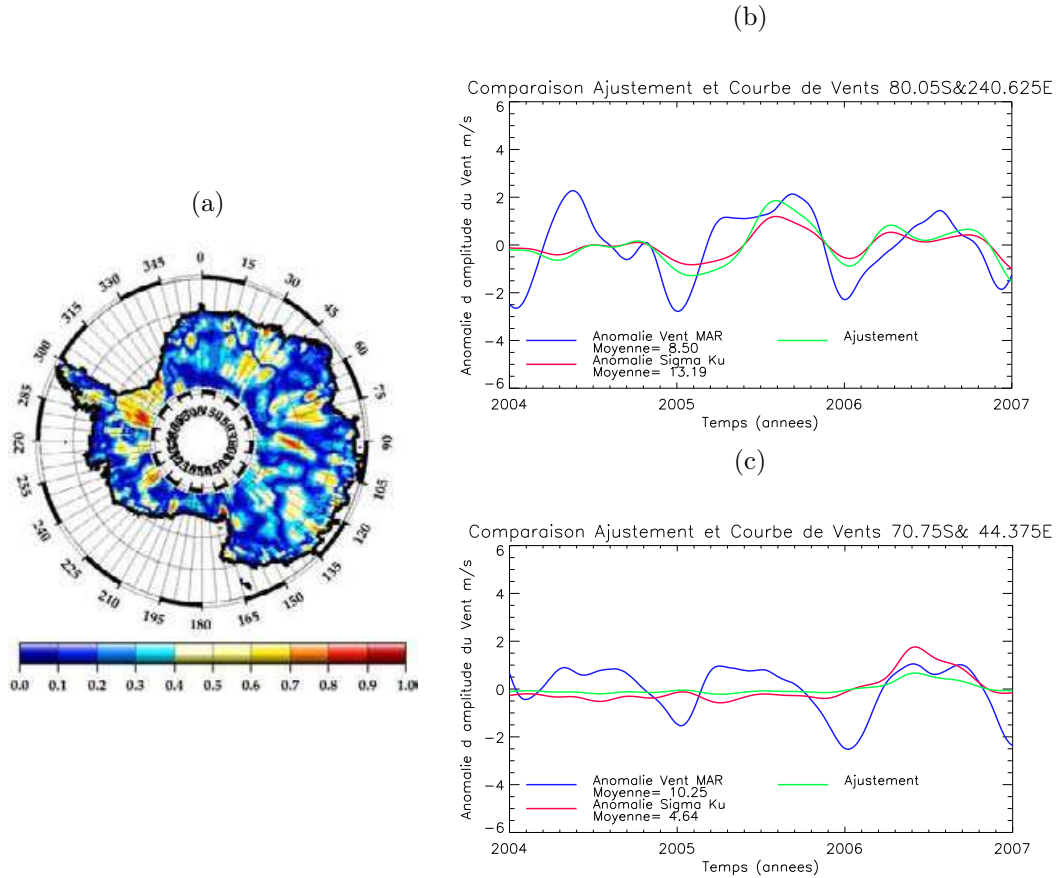 (a)
0
15
30
45
60
75
90
105
120
135
150
165
180
195
210
225
240
255
270
285
300
315
330
345
0.0 0.1 0.2 0.3 0.4 0.5 0.6 0.7 0.8 0.9 1.0
(b)
Comparaison Ajustement et Courbe de Vents 80.05S&240.625E
Anomalie d amplitude du Vent m/s
6
4
2
0
−2
−4
−6
Anomalie Vent MAR
Moyenne= 8.50
Anomalie Sigma Ku
Moyenne= 13.19
Ajustement
2004 2005 2006 2007
Temps (annees)
(c)
Comparaison Ajustement et Courbe de Vents 70.75S& 44.375E
Anomalie d amplitude du Vent m/s
6
4
2
0
−2
−4
−6
Anomalie Vent MAR
Moyenne= 10.25
Anomalie Sigma Ku
Moyenne= 4.64
Ajustement
2004 2005 2006 2007
Temps (annees)